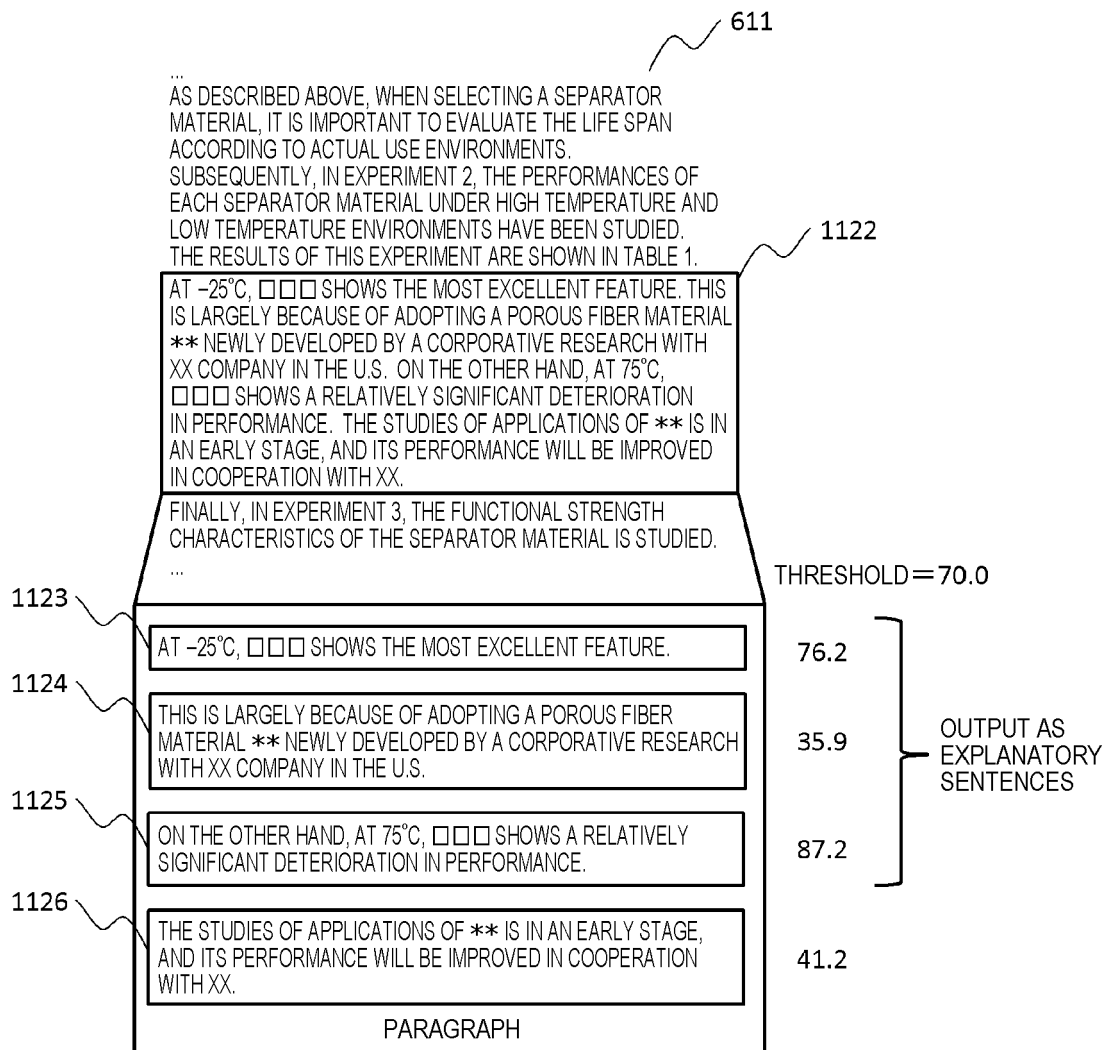 611
...
AS DESCRIBED ABOVE, WHEN SELECTING A SEPARATOR
MATERIAL, IT IS IMPORTANT TO EVALUATE THE LIFE SPAN
ACCORDING TO ACTUAL USE ENVIRONMENTS.
SUBSEQUENTLY, IN EXPERIMENT 2, THE PERFORMANCES OF
EACH SEPARATOR MATERIAL UNDER HIGH TEMPERATURE AND
LOW TEMPERATURE ENVIRONMENTS HAVE BEEN STUDIED.
THE RESULTS OF THIS EXPERIMENT ARE SHOWN IN TABLE 1.
1122
AT –25°C, □□□ SHOWS THE MOST EXCELLENT FEATURE. THIS
IS LARGELY BECAUSE OF ADOPTING A POROUS FIBER MATERIAL
** NEWLY DEVELOPED BY A CORPORATIVE RESEARCH WITH
XX COMPANY IN THE U.S. ON THE OTHER HAND, AT 75°C,
□□□ SHOWS A RELATIVELY SIGNIFICANT DETERIORATION
IN PERFORMANCE. THE STUDIES OF APPLICATIONS OF ** IS IN
AN EARLY STAGE, AND ITS PERFORMANCE WILL BE IMPROVED
IN COOPERATION WITH XX.
FINALLY, IN EXPERIMENT 3, THE FUNCTIONAL STRENGTH
CHARACTERISTICS OF THE SEPARATOR MATERIAL IS STUDIED.
...
THRESHOLD=70.0
1123
AT –25°C, □□□ SHOWS THE MOST EXCELLENT FEATURE.
76.2
1124
THIS IS LARGELY BECAUSE OF ADOPTING A POROUS FIBER
MATERIAL ** NEWLY DEVELOPED BY A CORPORATIVE RESEARCH
WITH XX COMPANY IN THE U.S.
35.9
OUTPUT AS
EXPLANATORY
SENTENCES
1125
ON THE OTHER HAND, AT 75°C, □□□ SHOWS A RELATIVELY
SIGNIFICANT DETERIORATION IN PERFORMANCE.
87.2
1126
THE STUDIES OF APPLICATIONS OF ** IS IN AN EARLY STAGE,
AND ITS PERFORMANCE WILL BE IMPROVED IN COOPERATION
WITH XX.
41.2
PARAGRAPH